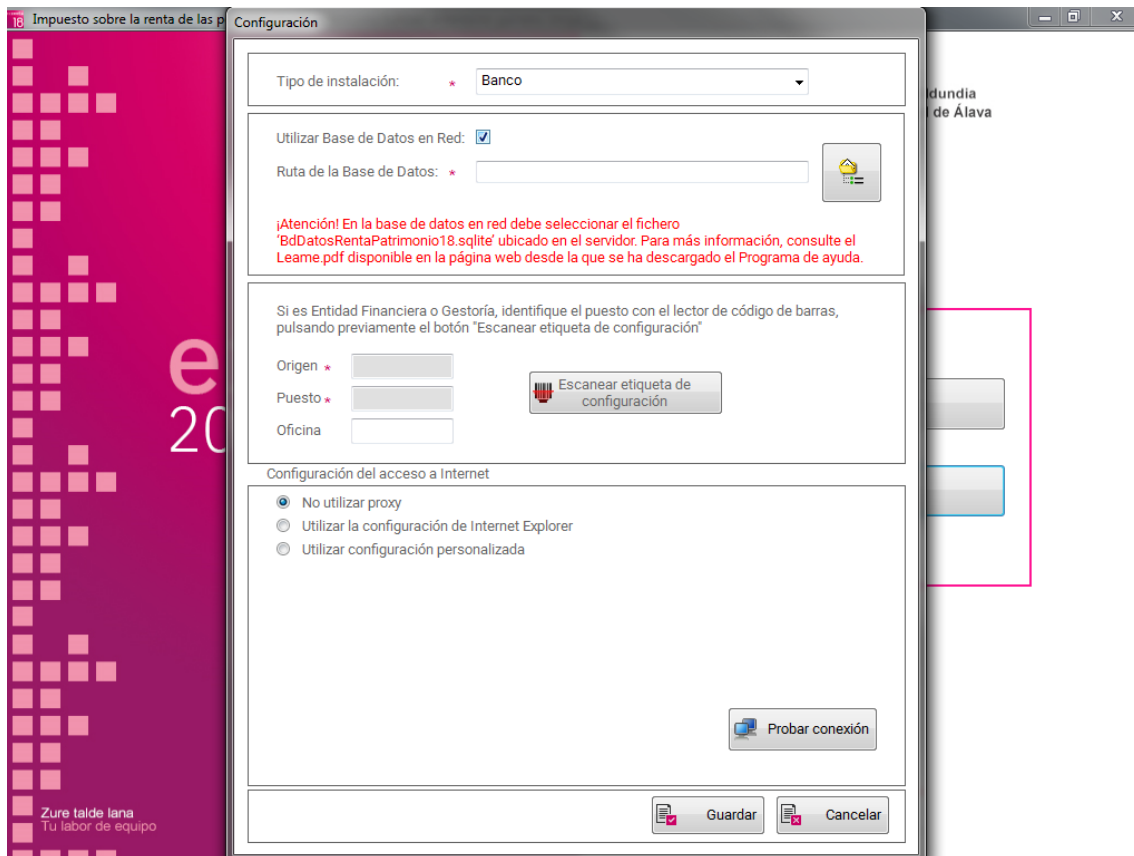 18 Impuesto sobre la renta de las p
Configuración
Tipo de instalación: * Banco
dundia
l de Álava
Utilizar Base de Datos en Red:
Ruta de la Base de Datos: *
¡Atención! En la base de datos en red debe seleccionar el fichero
'BdDatosRentaPatrimonio18.sqlite' ubicado en el servidor. Para más información, consulte el
Leame.pdf disponible en la página web desde la que se ha descargado el Programa de ayuda.
Si es Entidad Financiera o Gestoría, identifique el puesto con el lector de código de barras,
pulsando previamente el botón "Escanear etiqueta de configuración"
e
20
Origen *
Puesto *
Oficina
Escanear etiqueta de
configuración
Configuración del acceso a Internet
No utilizar proxy
Utilizar la configuración de Internet Explorer
Utilizar configuración personalizada
Probar conexión
Guardar
Cancelar
Zure talde lana
Tu labor de equipo